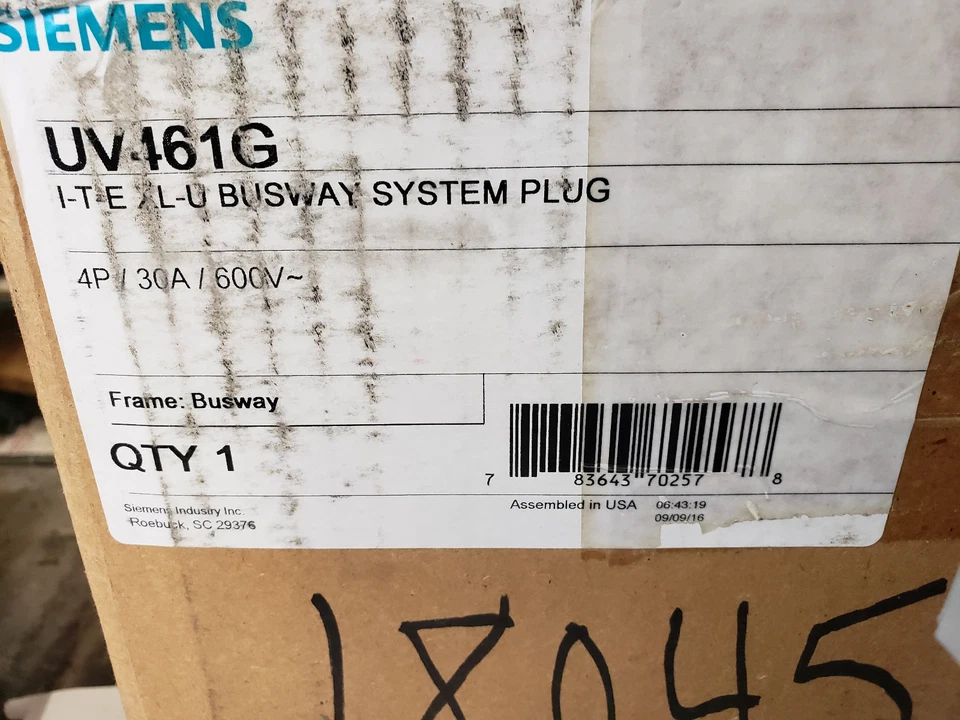 SIEMENS
UV461G
I-T-E XL-U BUSWAY SYSTEM PLUG
4P / 30A / 600V~
Frame: Busway
QTY 1
7 83643 70257 8
Siemens Industry Inc.
Roebuck, SC 29376
Assembled in USA 06:43:19
09/09/16
18045